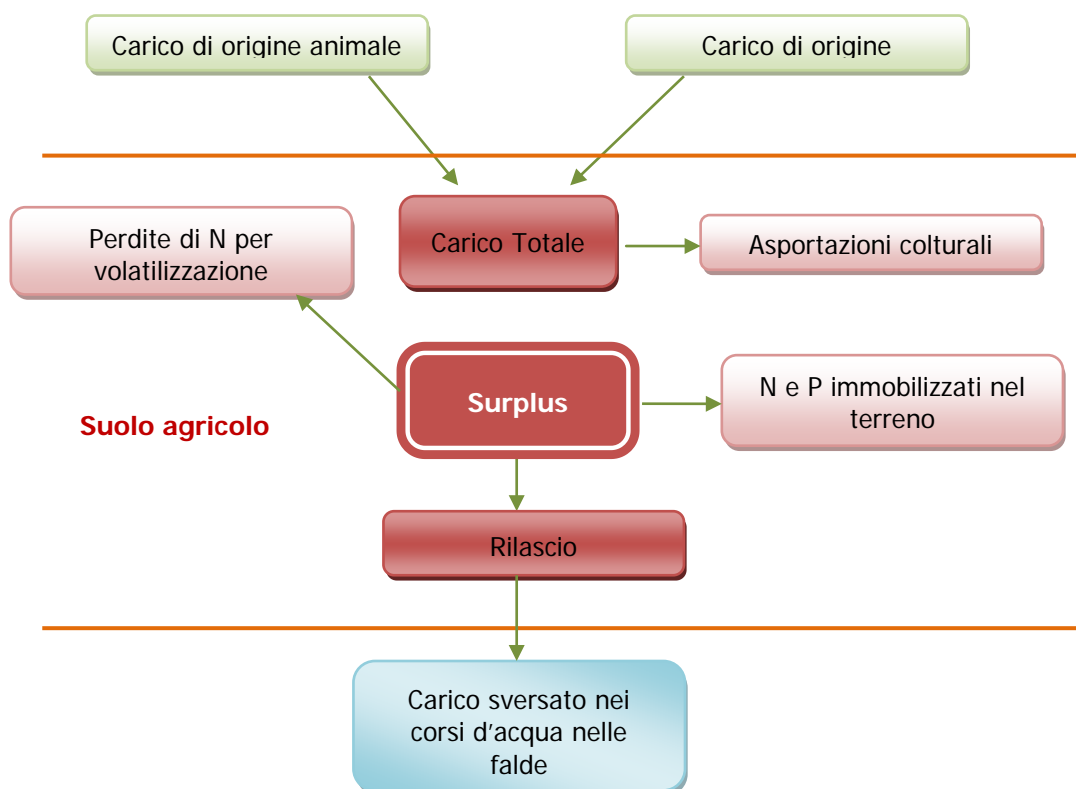 Carico di origine animale
Carico di origine
Perdite di N per
volatilizzazione
Carico Totale
Asportazioni colturali
Surplus
N e P immobilizzati nel
terreno
Suolo agricolo
Rilascio
Carico sversato nei
corsi d'acqua nelle
falde